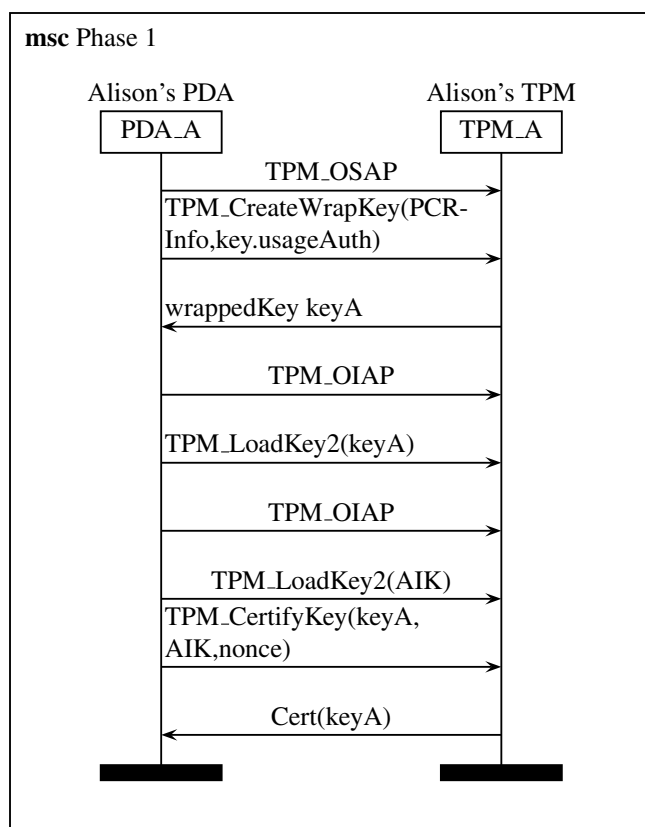 msc Phase 1
Alison's PDA
Alison's TPM
PDA_A
TPM_A
TPM_OSAP
TPM_CreateWrapKey(PCR-
Info,key.usageAuth)
wrappedKey keyA
TPM_OIAP
TPM_LoadKey2(keyA)
TPM_OIAP
TPM_LoadKey2(AIK)
TPM_CertifyKey(keyA,
AIK,nonce)
Cert(keyA)